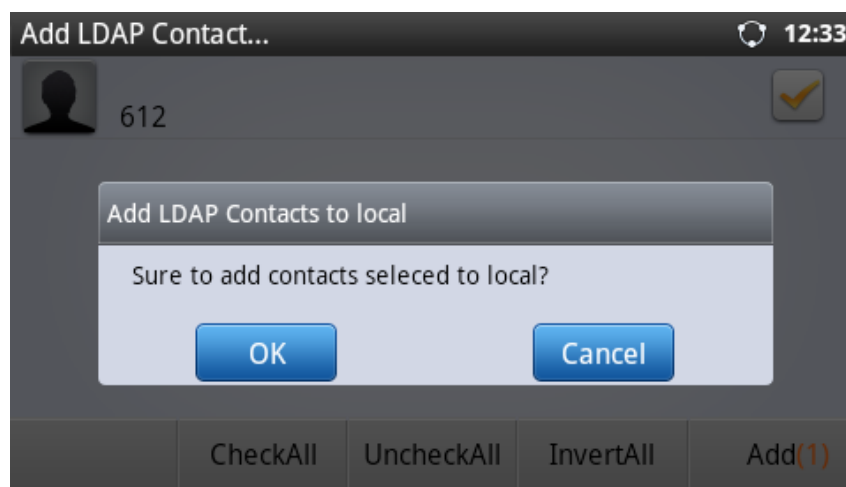 Add LDAP Contact... 12:33
612
Add LDAP Contacts to local
Sure to add contacts seleced to local?
OK Cancel
CheckAll UncheckAll InvertAll Add(1)